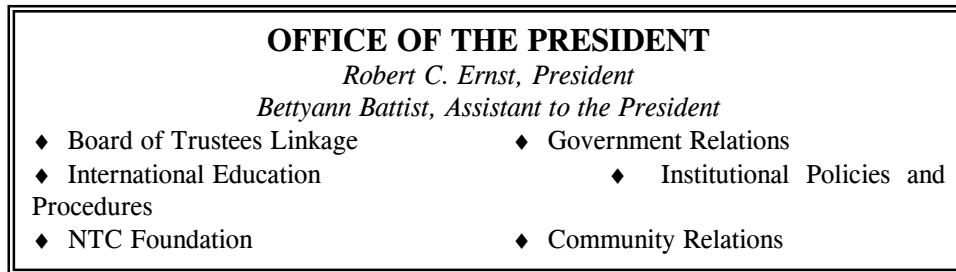 OFFICE OF THE PRESIDENT
Robert C. Ernst, President
Bettyann Battist, Assistant to the President
♦ Board of Trustees Linkage ♦ Government Relations
♦ International Education ♦ Institutional Policies and
Procedures
♦ NTC Foundation ♦ Community Relations